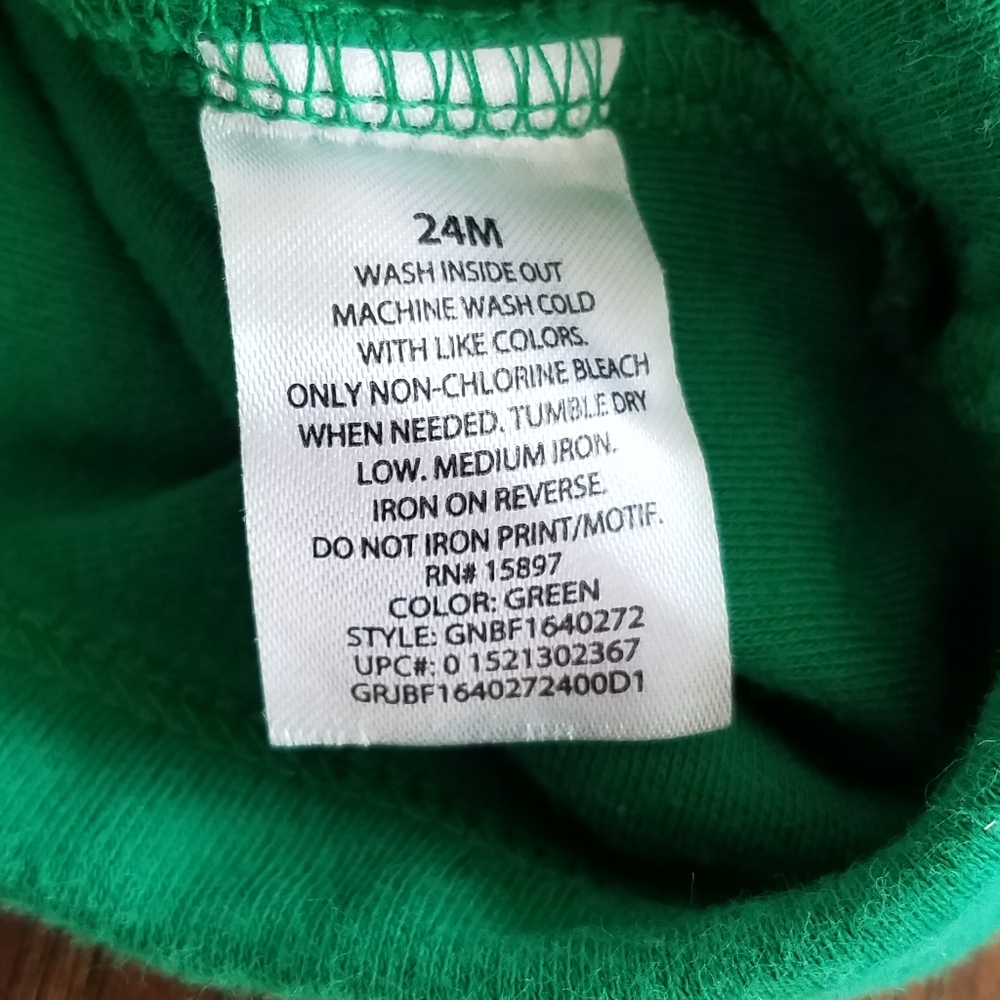 24M
WASH INSIDE OUT
MACHINE WASH COLD
WITH LIKE COLORS.
ONLY NON-CHLORINE BLEACH
WHEN NEEDED. TUMBLE DRY
LOW. MEDIUM IRON.
IRON ON REVERSE.
DO NOT IRON PRINT/MOTIF.
RN# 15897
COLOR: GREEN
STYLE: GNBF1640272
UPC#: 0 1521302367
GRJBF1640272400D1